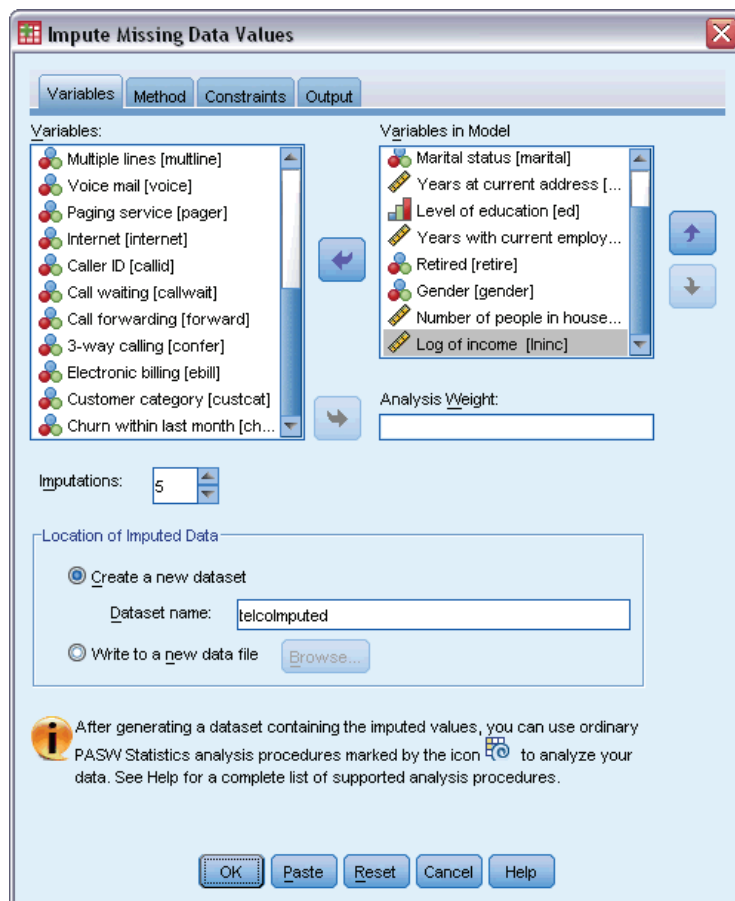 Impute Missing Data Values
Variables Method Constraints Output
Variables:
Multiple lines [multline]
Voice mail [voice]
Paging service [pager]
Internet [internet]
Caller ID [callid]
Call waiting [callwait]
Call forwarding [forward]
3-way calling [confer]
Electronic billing [ebill]
Customer category [custcat]
Churn within last month [ch...
Variables in Model
Marital status [marital]
Years at current address [...
Level of education [ed]
Years with current employ...
Retired [retire]
Gender [gender]
Number of people in house...
Log of income [lninc]
Analysis Weight:
Imputations: 5
Location of Imputed Data
Create a new dataset
Dataset name: telcoImputed
Write to a new data file Browse...
After generating a dataset containing the imputed values, you can use ordinary
PASW Statistics analysis procedures marked by the icon to analyze your
data. See Help for a complete list of supported analysis procedures.
OK Paste Reset Cancel Help